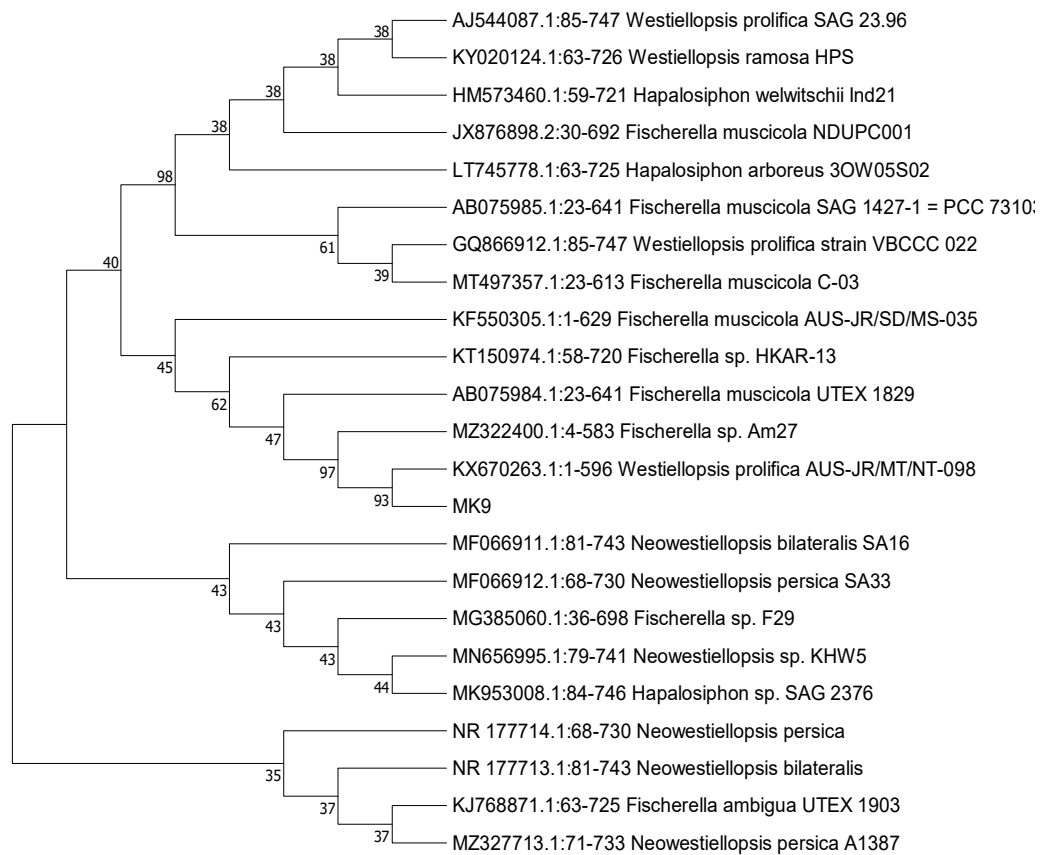 AJ544087.1:85-747 Westiellopsis prolifica SAG 23.96
38
KY020124.1:63-726 Westiellopsis ramosa HPS
38
HM573460.1:59-721 Hapalosiphon welwitschii Ind21
38
JX876898.2:30-692 Fischerella muscicola NDUPC001
38
LT745778.1:63-725 Hapalosiphon arboreus 3OW05S02
98
AB075985.1:23-641 Fischerella muscicola SAG 1427-1 = PCC 7310
61
GQ866912.1:85-747 Westiellopsis prolifica strain VBCCC 022
40
39
MT497357.1:23-613 Fischerella muscicola C-03
KF550305.1:1-629 Fischerella muscicola AUS-JR/SD/MS-035
45
KT150974.1:58-720 Fischerella sp. HKAR-13
62
AB075984.1:23-641 Fischerella muscicola UTEX 1829
47
MZ322400.1:4-583 Fischerella sp. Am27
97
KX670263.1:1-596 Westiellopsis prolifica AUS-JR/MT/NT-098
93
MK9
MF066911.1:81-743 Neowestiellopsis bilateralis SA16
43
MF066912.1:68-730 Neowestiellopsis persica SA33
43
MG385060.1:36-698 Fischerella sp. F29
43
MN656995.1:79-741 Neowestiellopsis sp. KHW5
44
MK953008.1:84-746 Hapalosiphon sp. SAG 2376
NR 177714.1:68-730 Neowestiellopsis persica
35
NR 177713.1:81-743 Neowestiellopsis bilateralis
37
KJ768871.1:63-725 Fischerella ambigua UTEX 1903
37
MZ327713.1:71-733 Neowestiellopsis persica A1387